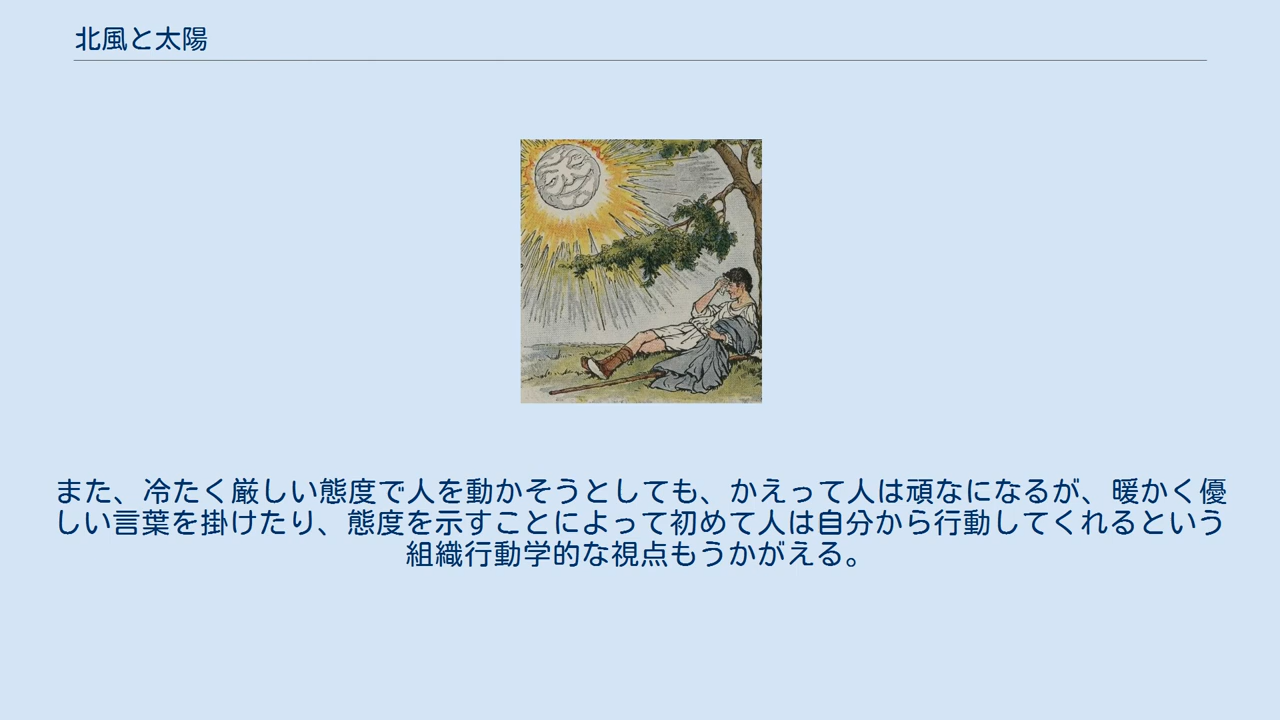 北風と太陽
また、冷たく厳しい態度で人を動かそうとしても、かえって人は頑なになるが、暖かく優
しい言葉を掛けたり、態度を示すことによって初めて人は自分から行動してくれるという
組織行動学的な視点もうかがえる。